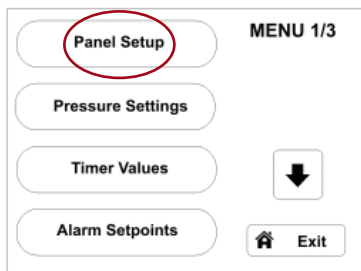 Panel Setup
MENU 1/3
Pressure Settings
Timer Values
Alarm Setpoints
Exit